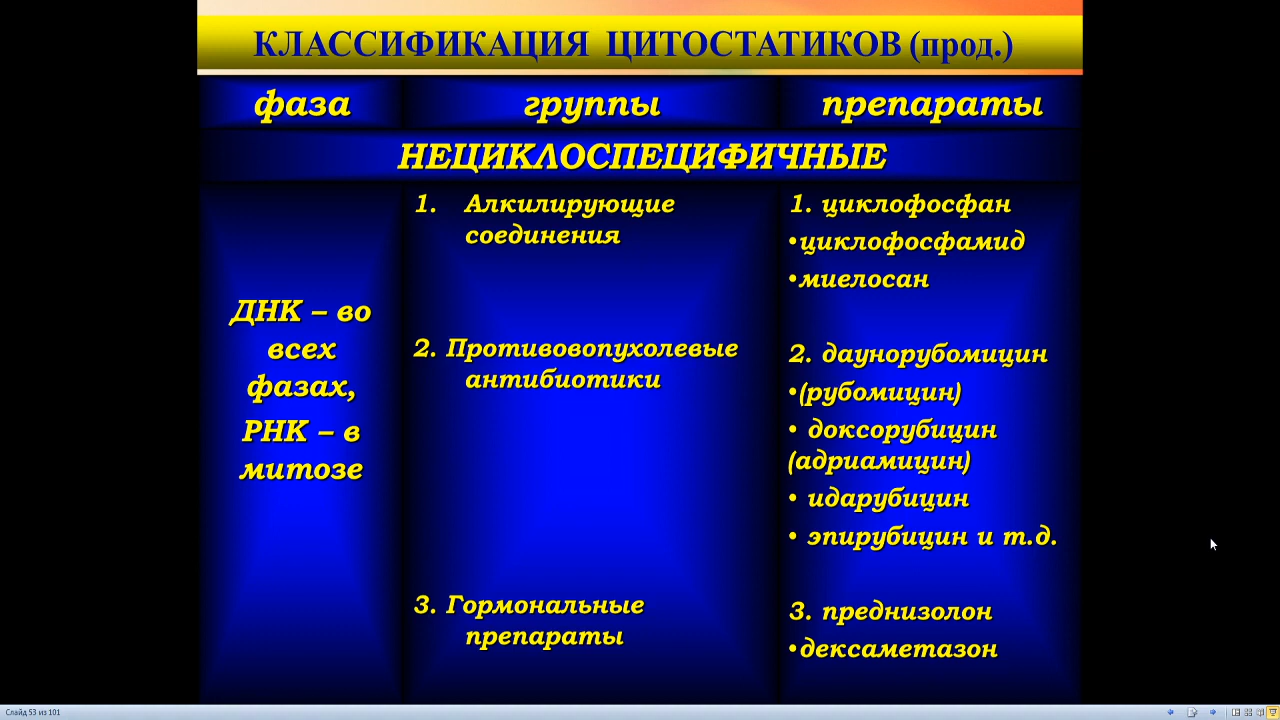 КЛАССИФИКАЦИЯ ЦИТОСТАТИКОВ (прод.)
фаза группы препараты
НЕЦИКЛОСПЕЦИФИЧНЫЕ
ДНК – во
всех
фазах,
РНК – в
митозе
1. Алкилирующие
соединения
2. Противовопухолевые
антибиотики
3. Гормональные
препараты
1. циклофосфан
•циклофосфамид
•миелосан
2. даунорубомицин
•(рубомицин)
• доксорубицин
(адриамицин)
• идарубицин
• эпирубицин и т.д.
3. преднизолон
•дексаметазон
Слайд 53 из 101